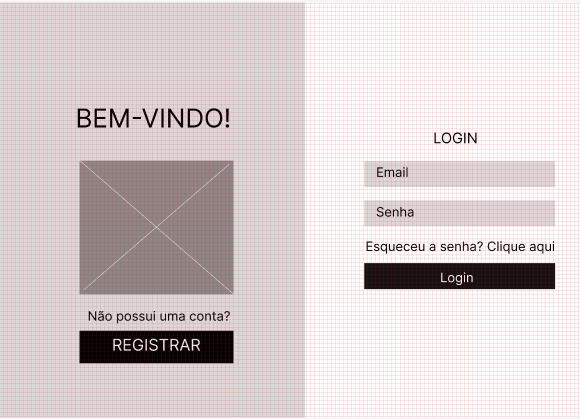 BEM-VINDO!
Não possui uma conta?
REGISTRAR
LOGIN
Email
Senha
Esqueceu a senha? Clique aqui
Login